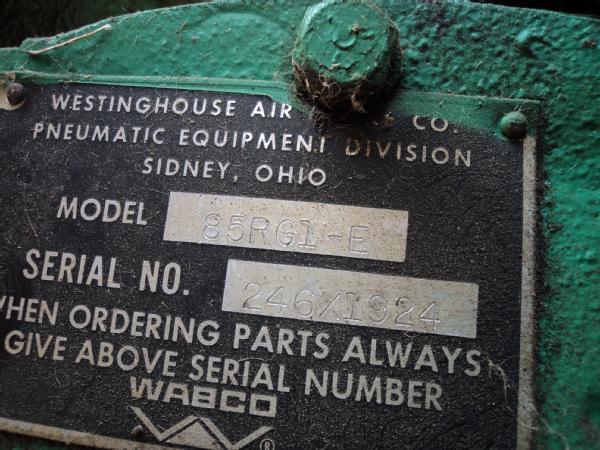 WESTINGHOUSE AIR CO.
PNEUMATIC EQUIPMENT DIVISION
SIDNEY, OHIO
MODEL 85RG1-E
SERIAL NO. 246X1924
WHEN ORDERING PARTS ALWAYS
GIVE ABOVE SERIAL NUMBER
WABCO
W
®